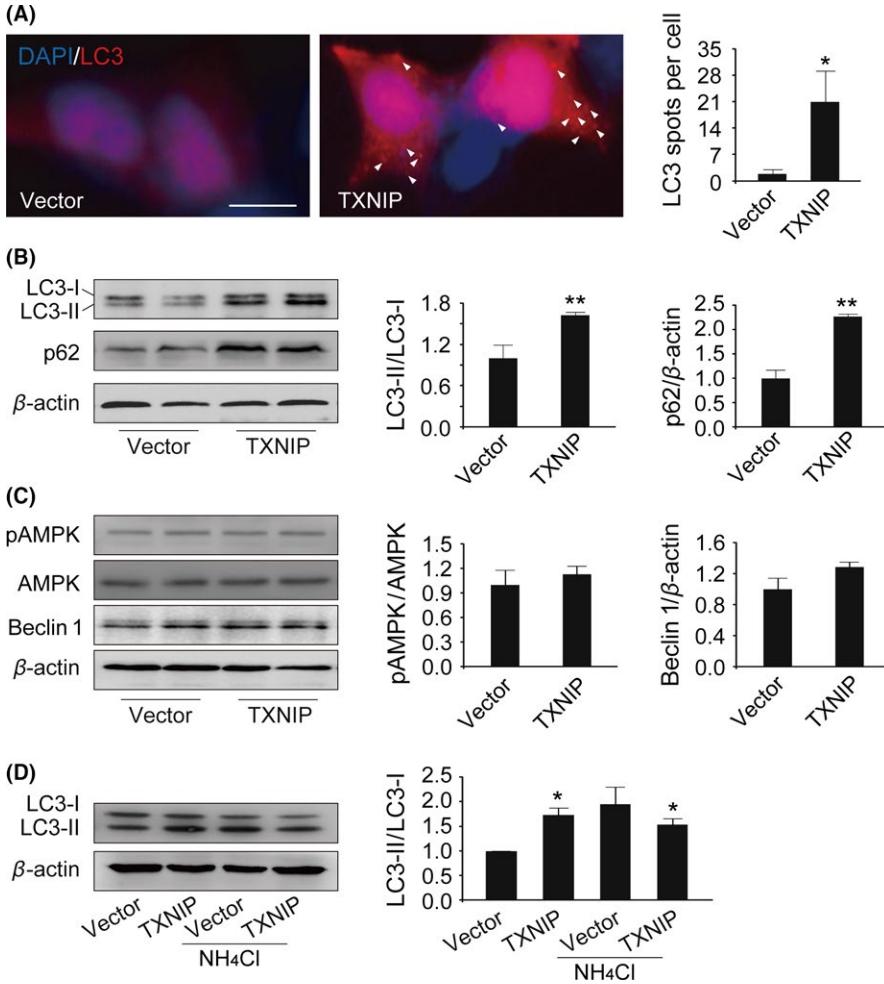 (A)
DAPI/LC3
Vector
TXNIP
LC3 spots per cell
35
28
21
14
7
0
*
Vector
TXNIP
(B)
LC3-I
LC3-II
p62
β-actin
Vector
TXNIP
LC3-II/LC3-I
1.8
1.2
0.6
0.0
**
Vector
TXNIP
p62/β-actin
2.5
2.0
1.5
1.0
0.5
0.0
**
Vector
TXNIP
(C)
pAMPK
AMPK
Beclin 1
β-actin
Vector
TXNIP
pAMPK/AMPK
1.5
1.2
0.9
0.6
0.3
0.0
Vector
TXNIP
Beclin 1/β-actin
1.6
1.2
0.8
0.4
0.0
Vector
TXNIP
(D)
LC3-I
LC3-II
β-actin
Vector
TXNIP
Vector
TXNIP
NH4Cl
LC3-II/LC3-I
2.5
2.0
1.5
1.0
0.5
0.0
*
*
Vector
TXNIP
Vector
TXNIP
NH4Cl